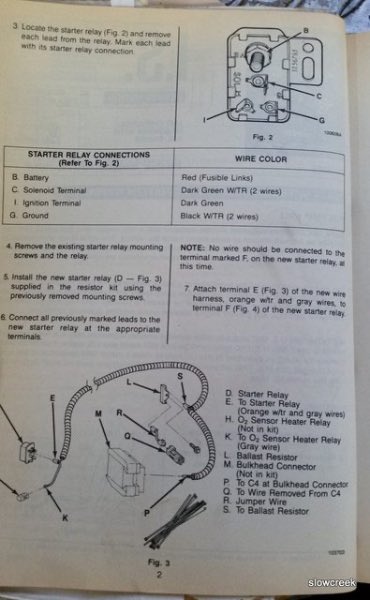 3. Locate the starter relay (Fig. 2) and remove
each lead from the relay. Mark each lead
with its starter relay connection.
B
SOL
C
I
G
Fig. 2
STARTER RELAY CONNECTIONS
(Refer To Fig. 2)
WIRE COLOR
B. Battery
Red (Fusible Links)
C. Solenoid Terminal
Dark Green W/TR (2 wires)
I. Ignition Terminal
Dark Green
G. Ground
Black W/TR (2 wires)
4. Remove the existing starter relay mounting
screws and the relay.
5. Install the new starter relay (D — Fig. 3)
supplied in the resistor kit using the
previously removed mounting screws.
6. Connect all previously marked leads to the
new starter relay at the appropriate
terminals.
NOTE: No wire should be connected to the
terminal marked F, on the new starter relay, at
this time.
7. Attach terminal E (Fig. 3) of the new wire
harness, orange w/tr and gray wires, to
terminal F (Fig. 4) of the new starter relay.
E
L
S
M
R
Q
K
P
D. Starter Relay
E. To Starter Relay
(Orange w/tr and gray wires)
H. O2 Sensor Heater Relay
(Not in kit)
K. To O2 Sensor Heater Relay
(Gray wire)
L. Ballast Resistor
M. Bulkhead Connector
(Not in kit)
P. To C4 at Bulkhead Connector
Q. To Wire Removed From C4
R. Jumper Wire
S. To Ballast Resistor
Fig. 3
2
slowcreek